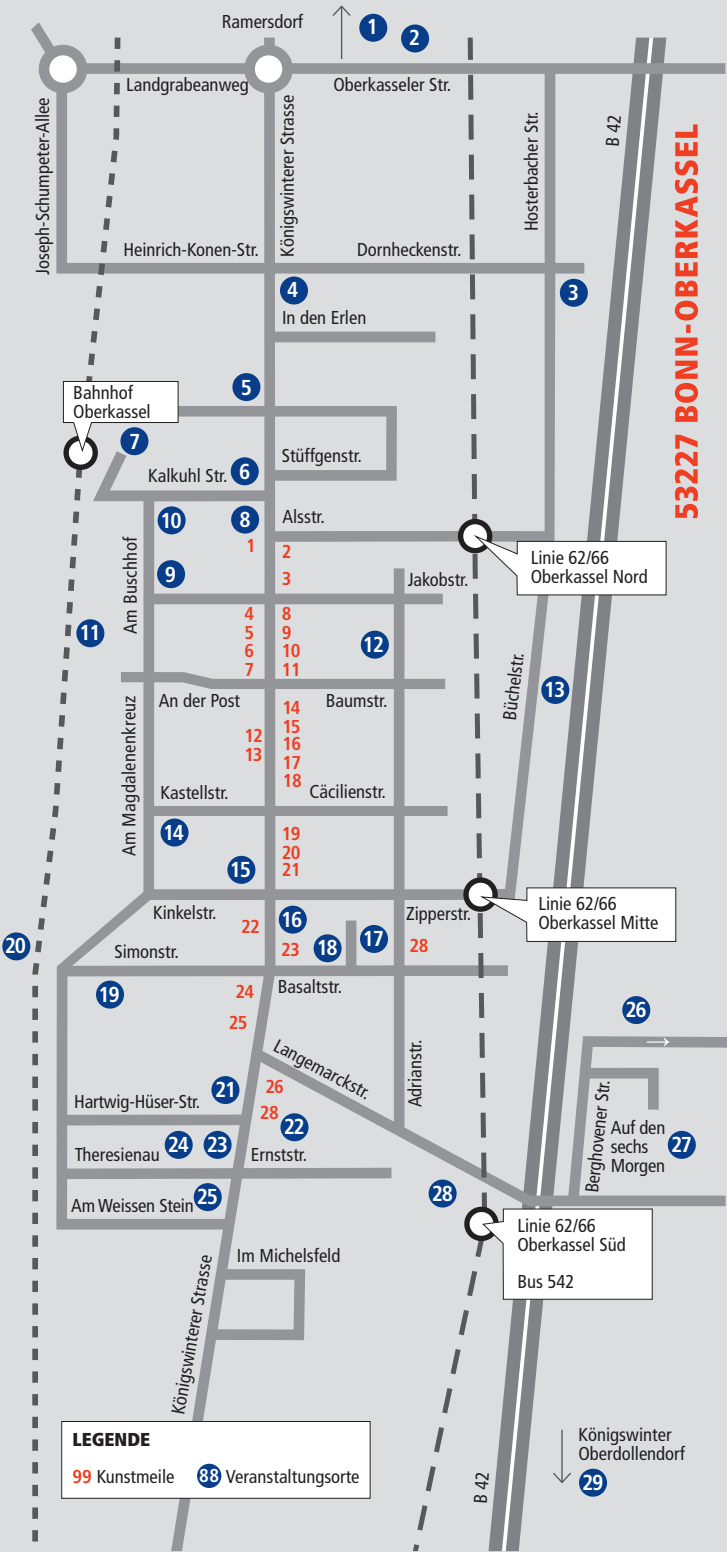 Ramersdorf
1
2
Landgrabeanweg
Oberkasseler Str.
Joseph-Schumpeter-Allee
Königswinterer Strasse
Hosterbacher Str.
B 42
53227 BONN-OBERKASSEL
Heinrich-Konen-Str.
Dornheckenstr.
4
3
In den Erlen
5
Bahnhof
Oberkassel
7
Kalkuhl Str.
6
Stüffgenstr.
10
8
Alsstr.
1
2
3
Linie 62/66
Oberkassel Nord
Am Buschhof
9
Jakobstr.
11
4
5
6
7
8
9
10
11
12
13
Büchelstr.
An der Post
Baumstr.
Am Magdalenenkreuz
12
13
14
15
16
17
18
Kastellstr.
Cäcilienstr.
14
15
19
20
21
Kinkelstr.
Zipperstr.
Linie 62/66
Oberkassel Mitte
22
16
23
18
17
28
20
Simonstr.
19
Basaltstr.
24
25
26
Langemarckstr.
Adrianstr.
21
26
28
22
Hartwig-Hüser-Str.
Berghovener Str.
Auf den
sechs
Morgen
27
Theresienau
24
23
Ernststr.
Am Weissen Stein
25
28
Linie 62/66
Oberkassel Süd
Bus 542
Im Michelsfeld
Königswinterer Strasse
LEGENDE
99 Kunstmeile
88 Veranstaltungsorte
B 42
Königswinter
Oberdollendorf
29